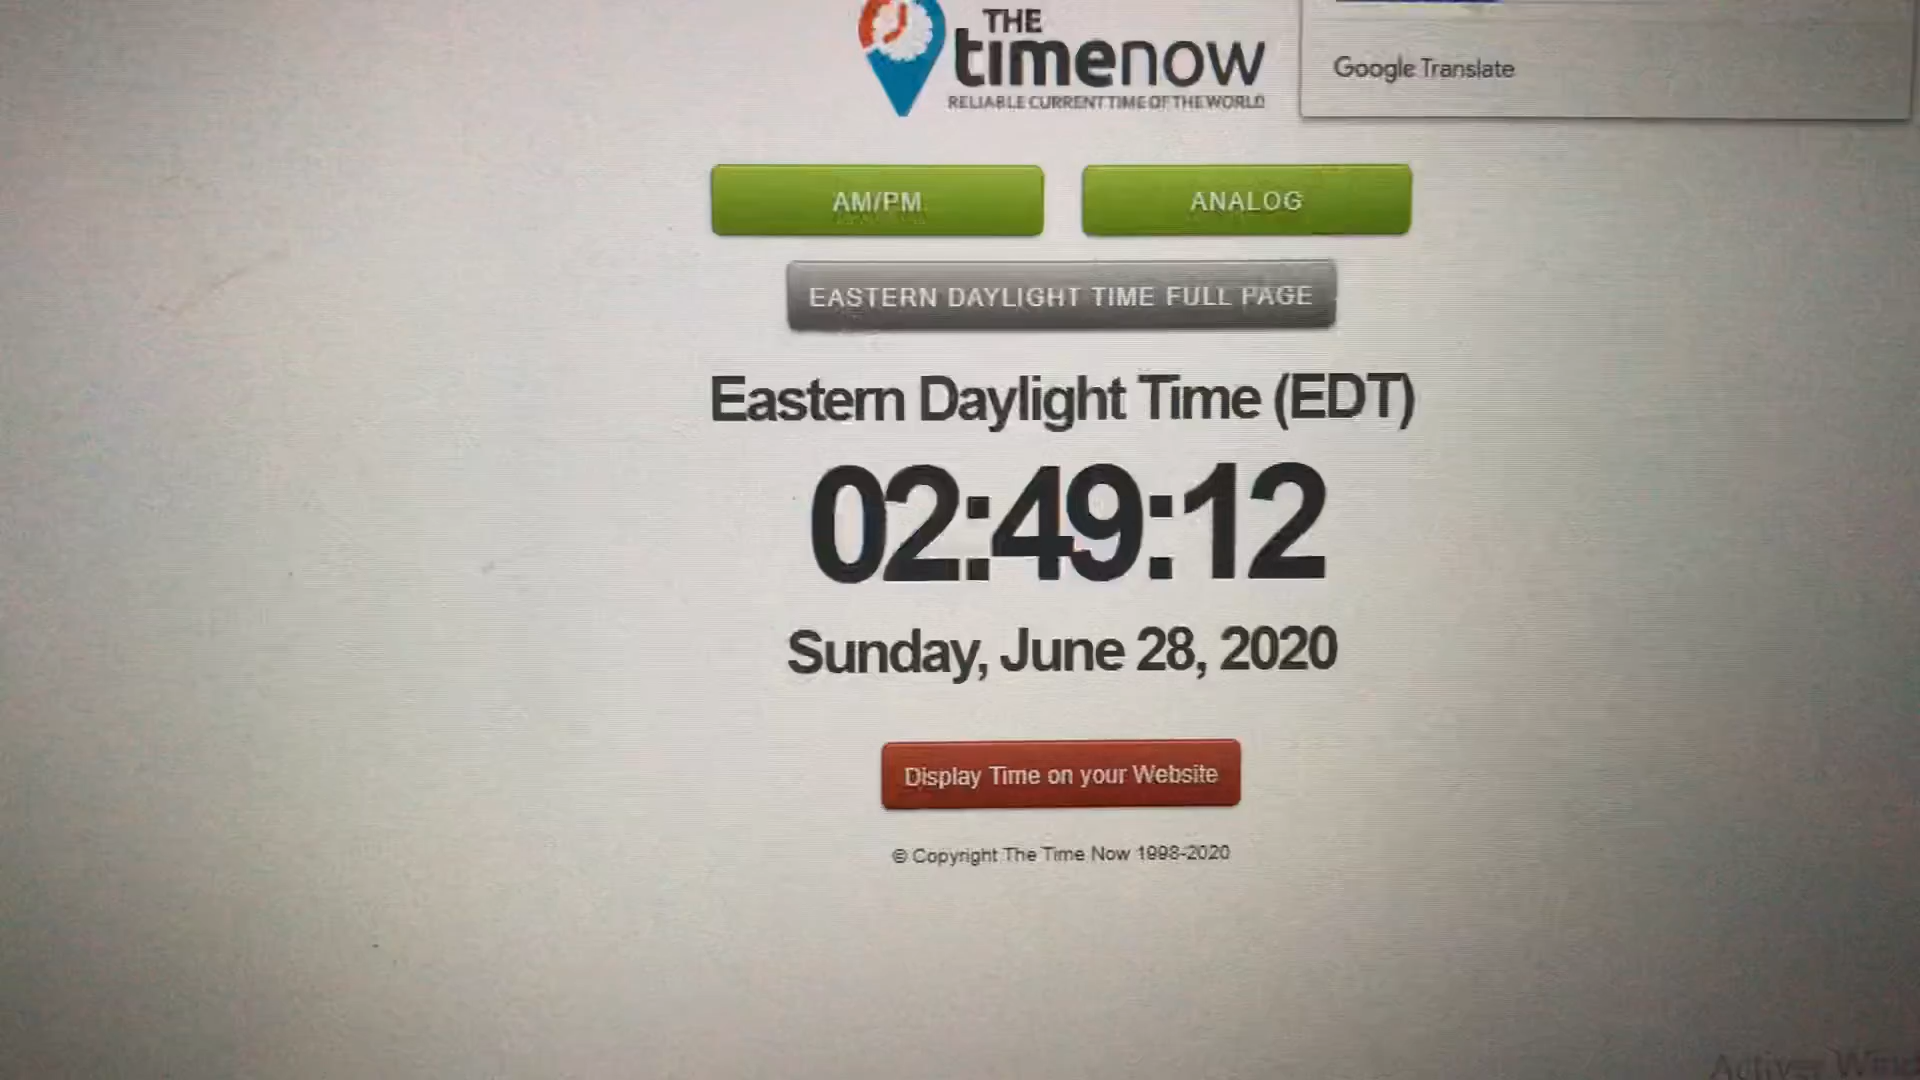 THE
timenow
RELIABLE CURRENT TIME OF THE WORLD
Google Translate
AM/PM
ANALOG
EASTERN DAYLIGHT TIME FULL PAGE
Eastern Daylight Time (EDT)
02:49:12
Sunday, June 28, 2020
Display Time on your Website
© Copyright The Time Now 1998-2020